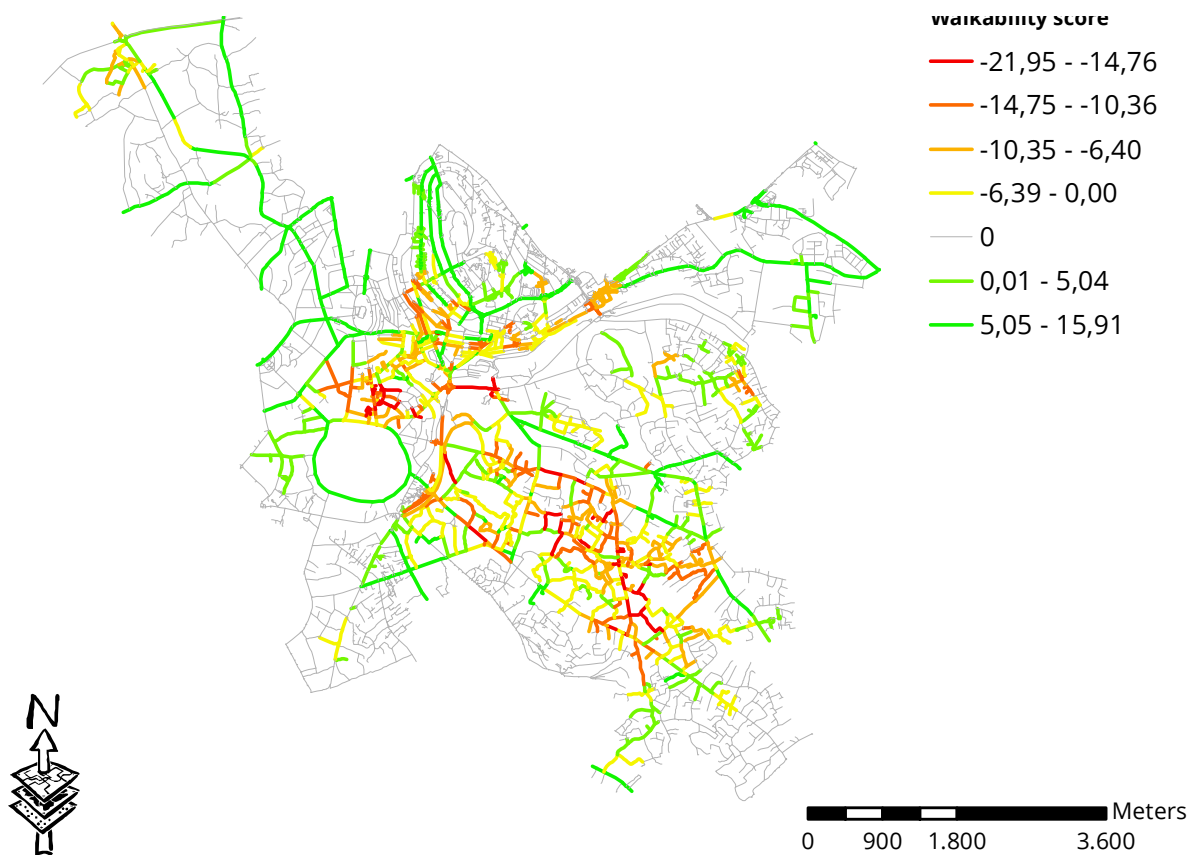 Walkability score
-21,95 - -14,76
-14,75 - -10,36
-10,35 - -6,40
-6,39 - 0,00
0
0,01 - 5,04
5,05 - 15,91
N
Meters
0 900 1.800 3.600